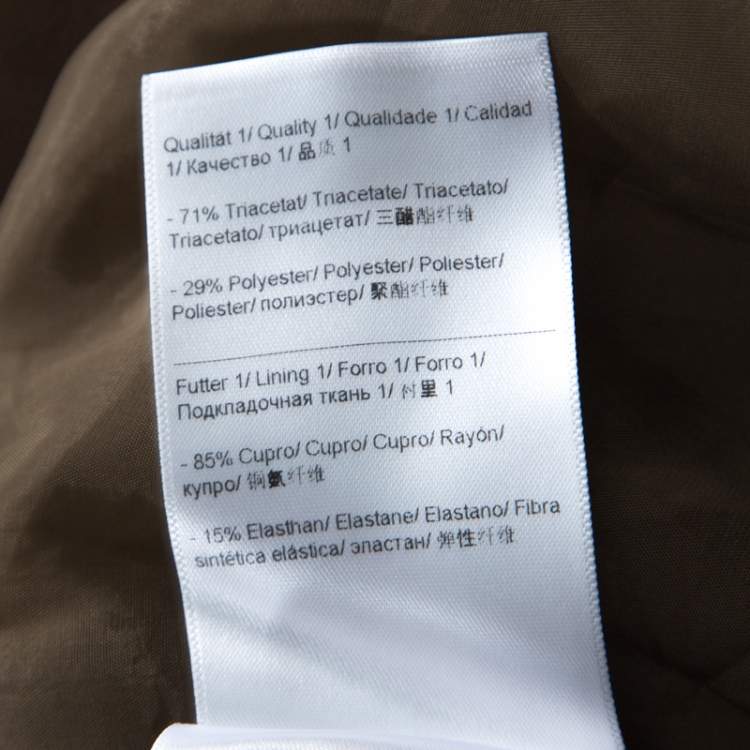 Qualität 1/ Quality 1/ Qualidade 1/ Calidad
1/ Качество 1/ 品质 1
- 71% Triacetat/ Triacetate/ Triacetato/
Triacetato/ триацетат/ 三醋酯纤维
- 29% Polyester/ Polyester/ Poliester/
Poliester/ полиэстер/ 聚酯纤维
Futter 1/ Lining 1/ Forro 1/ Forro 1/
Подкладочная ткань 1/ 衬里 1
- 85% Cupro/ Cupro/ Cupro/ Rayón/
купро/ 铜氨纤维
- 15% Elasthan/ Elastane/ Elastano/ Fibra
sintética elástica/ эластан/ 弹性纤维